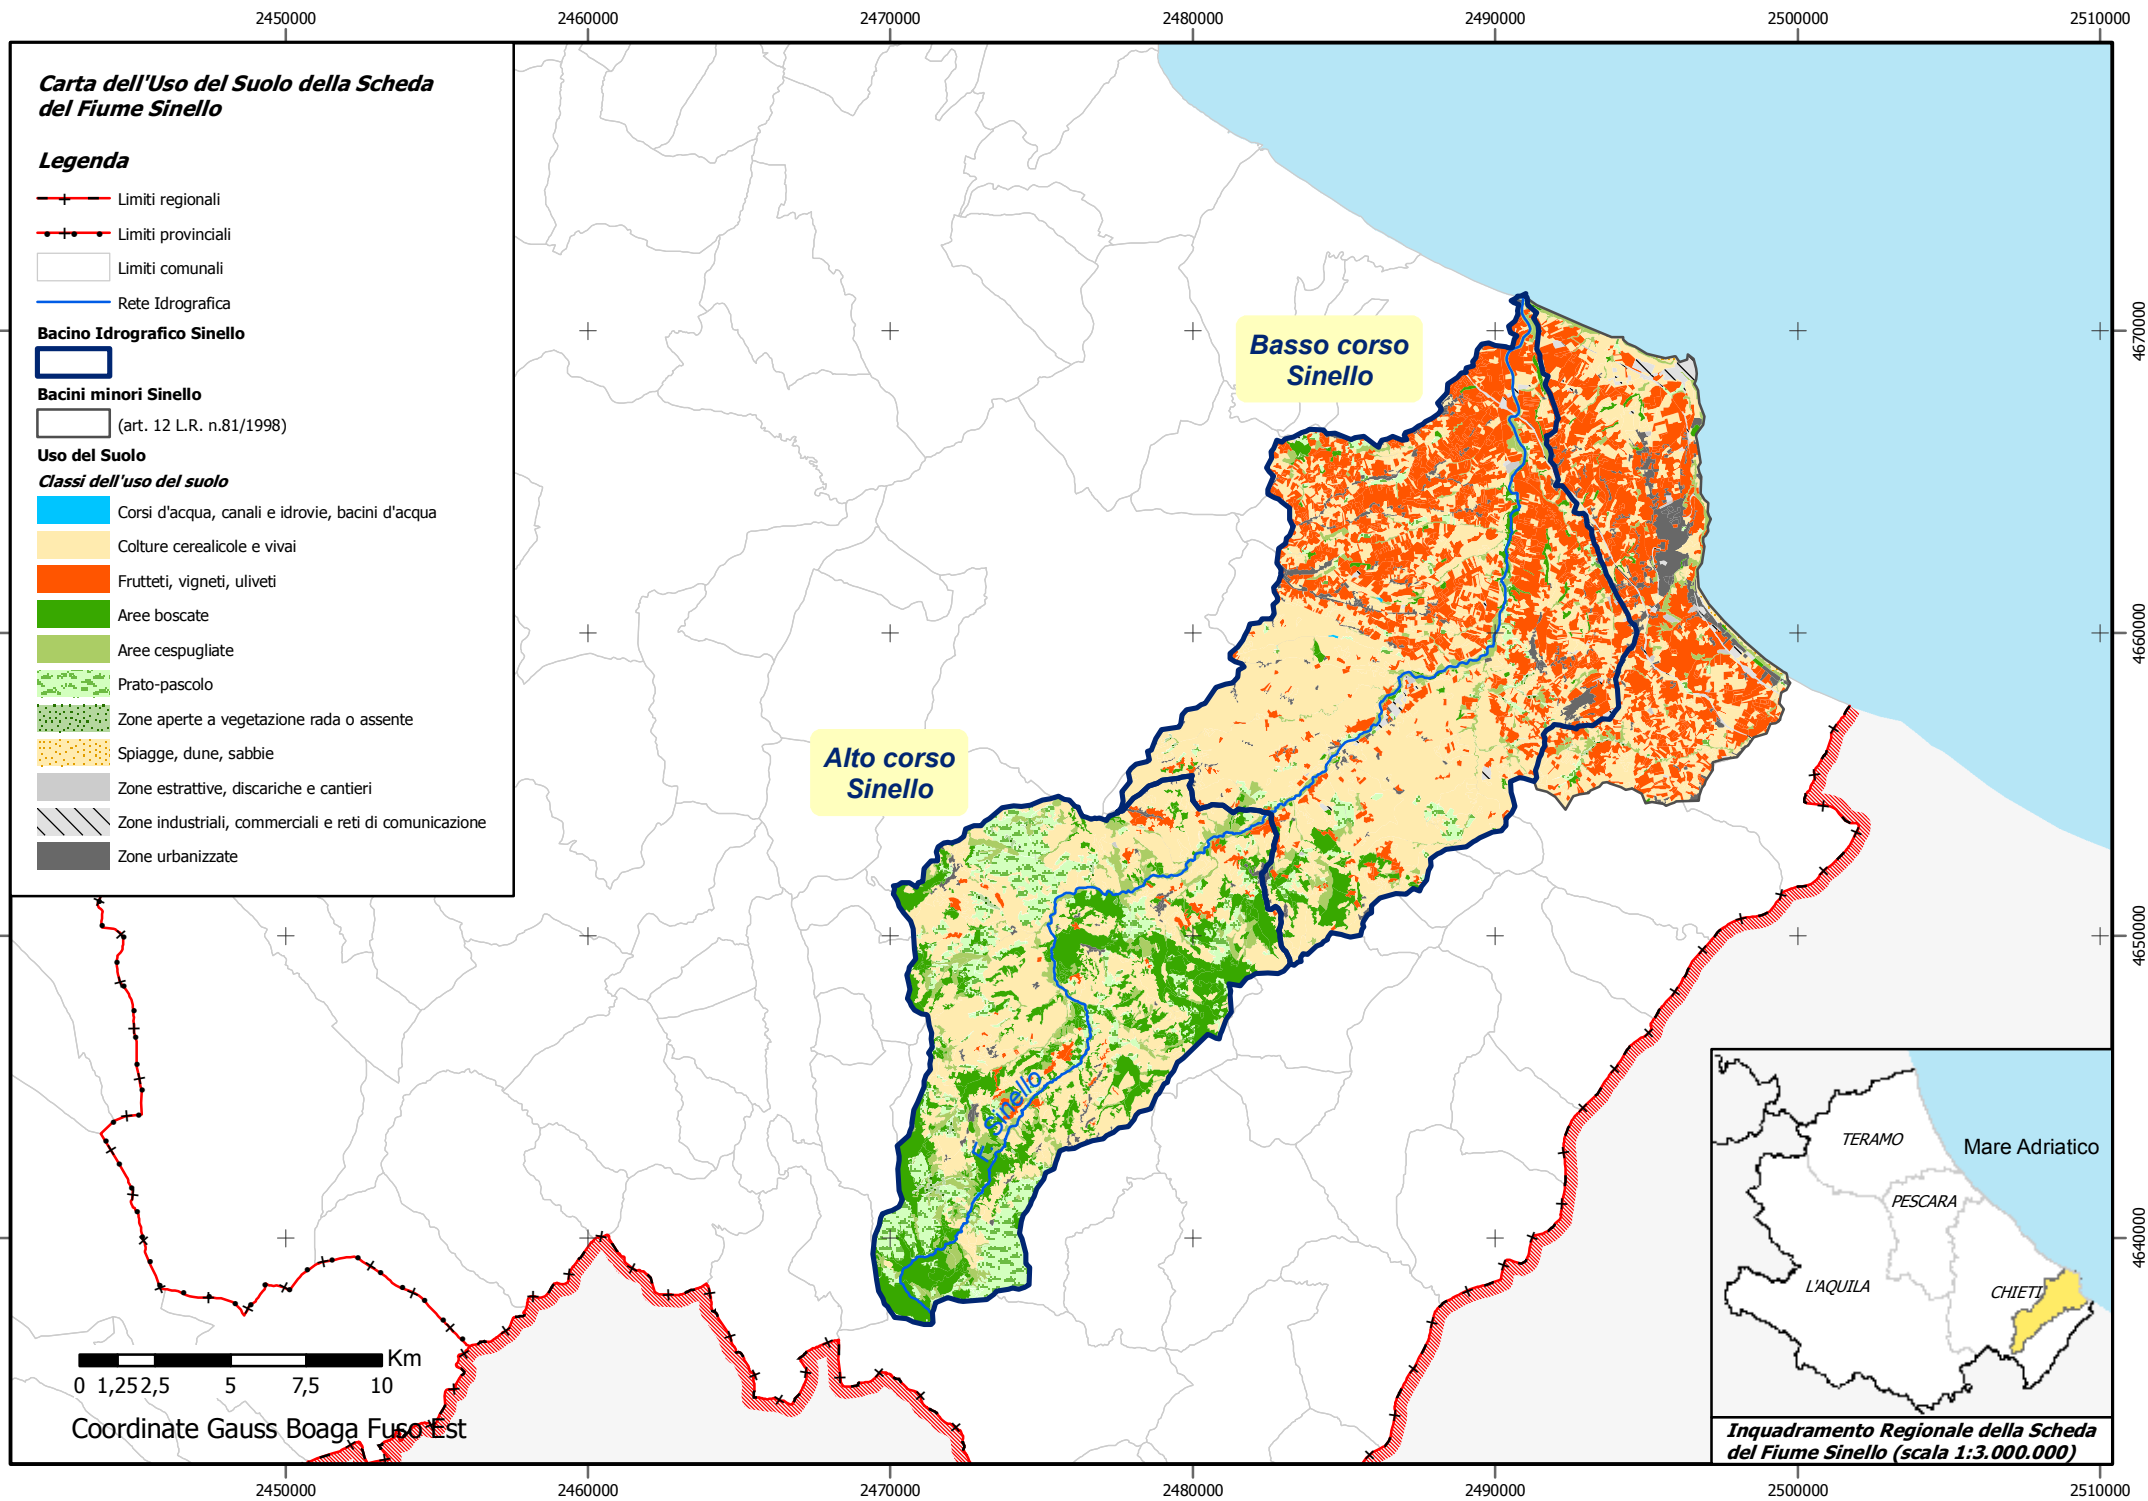 2450000
2460000
2470000
2480000
2490000
2500000
2510000
Carta dell'Uso del Suolo della Scheda
del Fiume Sinello
Legenda
Limiti regionali
Limiti provinciali
Limiti comunali
Rete Idrografica
Bacino Idrografico Sinello
Bacini minori Sinello
(art. 12 L.R. n.81/1998)
Uso del Suolo
Classi dell'uso del suolo
Corsi d'acqua, canali e idrovie, bacini d'acqua
Colture cerealicole e vivai
Frutteti, vigneti, uliveti
Aree boscate
Aree cespugliate
Prato-pascolo
Zone aperte a vegetazione rada o assente
Spiagge, dune, sabbie
Zone estrattive, discariche e cantieri
Zone industriali, commerciali e reti di comunicazione
Zone urbanizzate
Basso corso
Sinello
Alto corso
Sinello
F. Sinello
4670000
4660000
4650000
4640000
TERAMO
Mare Adriatico
PESCARA
L'AQUILA
CHIETI
Inquadramento Regionale della Scheda
del Fiume Sinello (scala 1:3.000.000)
Km
0 1,25 2,5 5 7,5 10
Coordinate Gauss Boaga Fuso Est
2450000
2460000
2470000
2480000
2490000
2500000
2510000